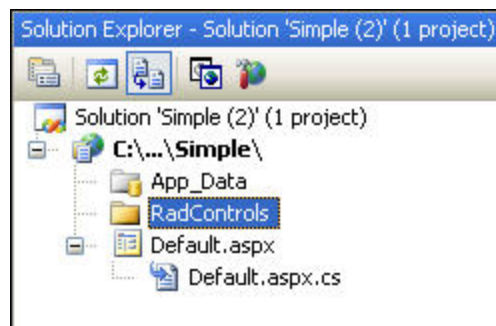 Solution Explorer - Solution 'Simple (2)' (1 project)
Solution 'Simple (2)' (1 project)
C:\...\Simple\
App_Data
RadControls
Default.aspx
Default.aspx.cs